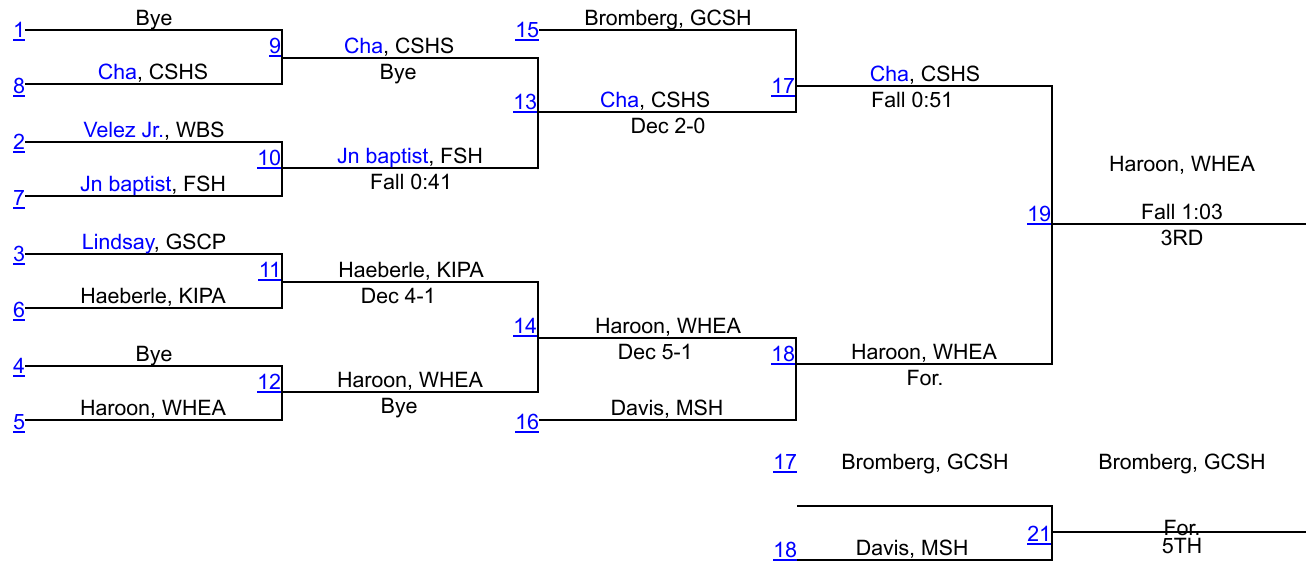 Bye
1
9
Cha, CSHS
8
Cha, CSHS
Bye
13
Velez Jr., WBS
2
10
Jn baptist, FSH
7
Jn baptist, FSH
Fall 0:41
Lindsay, GSCP
3
11
Haeberle, KIPA
6
Haeberle, KIPA
Dec 4-1
14
Bye
4
12
Haroon, WHEA
5
Haroon, WHEA
Bye
15
Bromberg, GCSH
17
Cha, CSHS
Dec 2-0
Haroon, WHEA
Dec 5-1
18
16
Davis, MSH
Cha, CSHS
Fall 0:51
19
Haroon, WHEA
For.
Haroon, WHEA
Fall 1:03
3RD
17
Bromberg, GCSH
Bromberg, GCSH
18
Davis, MSH
21
For.
5TH